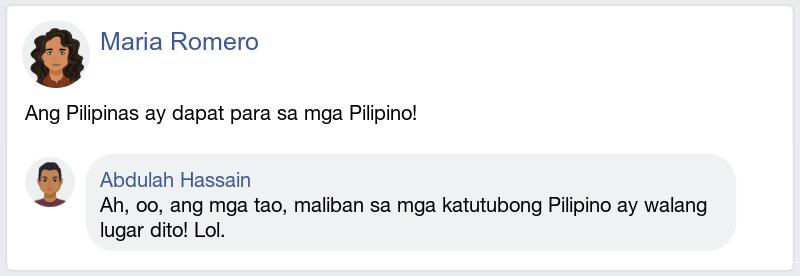 Maria Romero
Ang Pilipinas ay dapat para sa mga Pilipino!
Abdulah Hassain
Ah, oo, ang mga tao, maliban sa mga katutubong Pilipino ay walang
lugar dito! Lol.